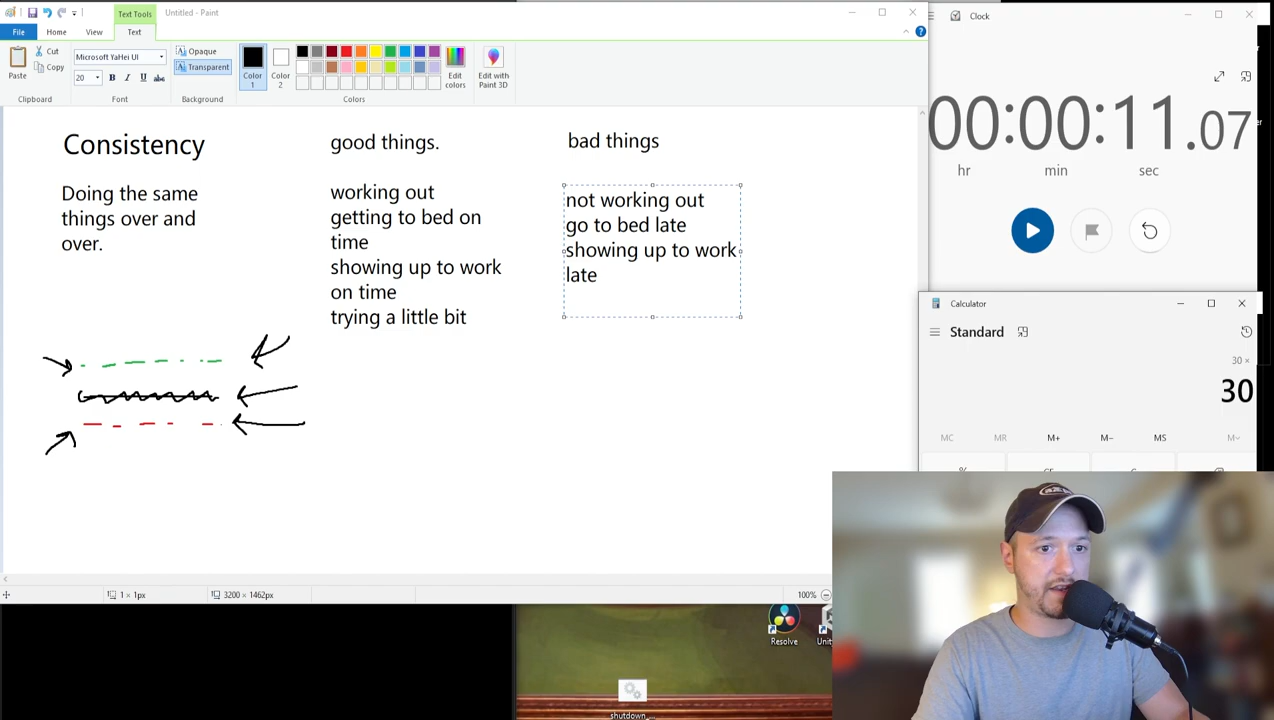 Text Tools
Untitled - Paint
File
Home
View
Text
Paste
Cut
Copy
Clipboard
Microsoft YaHei UI
20
B I U abc
Font
Opaque
Transparent
Background
Color 1
Color 2
Edit colors
Colors
Edit with Paint 3D
Consistency
Doing the same
things over and
over.
good things.
working out
getting to bed on
time
showing up to work
on time
trying a little bit
bad things
not working out
go to bed late
showing up to work
late
1 × 1px
3200 × 1462px
100%
Clock
00:00:11.07
hr
min
sec
Calculator
Standard
30 ×
30
MC
MR
M+
M−
MS
M˅
Resolve
shutdown_...